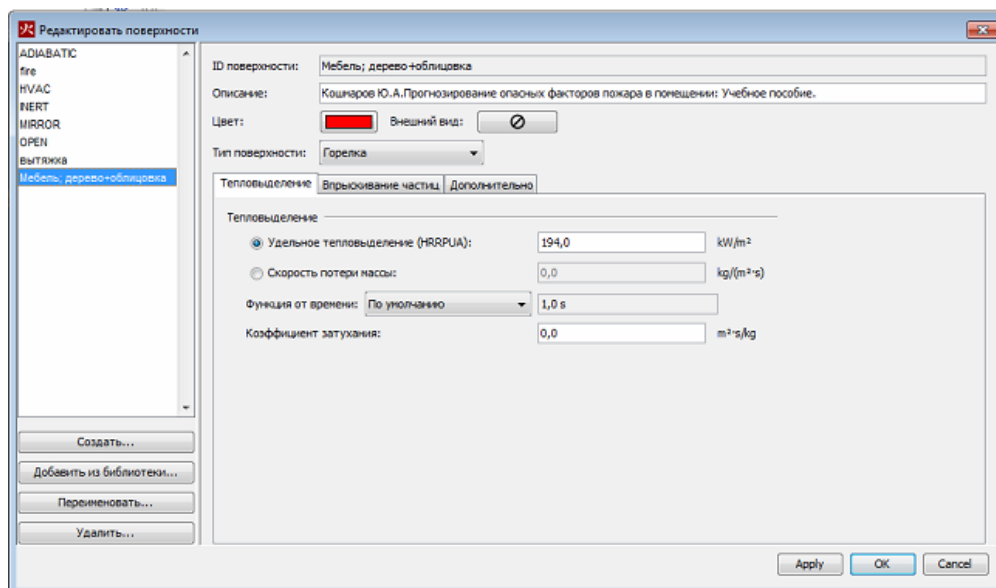 Редактировать поверхности
ADIABATIC
fire
HVAC
INERT
MIRROR
OPEN
вытяжка
Мебель; дерево+облицовка
Создать...
Добавить из библиотеки...
Переименовать...
Удалить...
ID поверхности: Мебель; дерево+облицовка
Описание: Кошмаров Ю.А.Прогнозирование опасных факторов пожара в помещении: Учебное пособие.
Цвет: Внешний вид:
Тип поверхности: Горелка
Тепловыделение Впрыскивание частиц Дополнительно
Тепловыделение
Удельное тепловыделение (HRRPUA): 194,0 kW/m²
Скорость потери массы: 0,0 kg/(m²·s)
Функция от времени: По умолчанию 1,0 s
Коэффициент затухания: 0,0 m²·s/kg
Apply OK Cancel